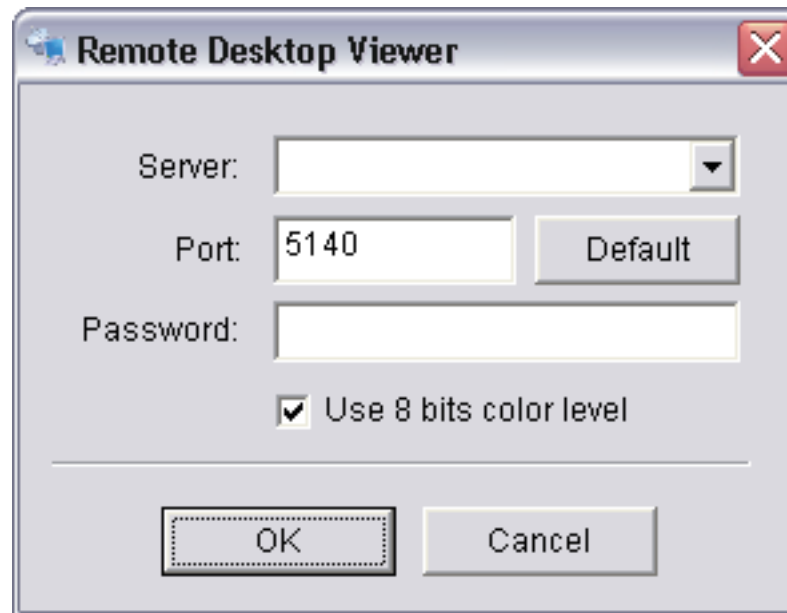 Remote Desktop Viewer
Server:
Port: 5140 Default
Password:
Use 8 bits color level
OK Cancel